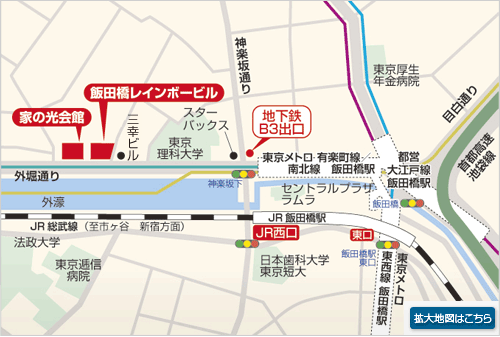 神楽坂通り
東京厚生
年金病院
目白通り
首都高速
池袋線
飯田橋レインボービル
家の光会館
三幸ビル
スター
バックス
地下鉄
B3出口
東京
理科大学
東京メトロ・有楽町線
南北線 飯田橋駅
都営
大江戸線
飯田橋駅
外堀通り
神楽坂下
セントラルプラザ
ラムラ
飯田橋
外濠
JR 飯田橋駅
JR 総武線（至市ヶ谷 新宿方面）
JR西口
東口
法政大学
飯田橋駅
東口
東京メトロ
東西線 飯田橋駅
東京逓信
病院
日本歯科大学
東京短大
拡大地図はこちら